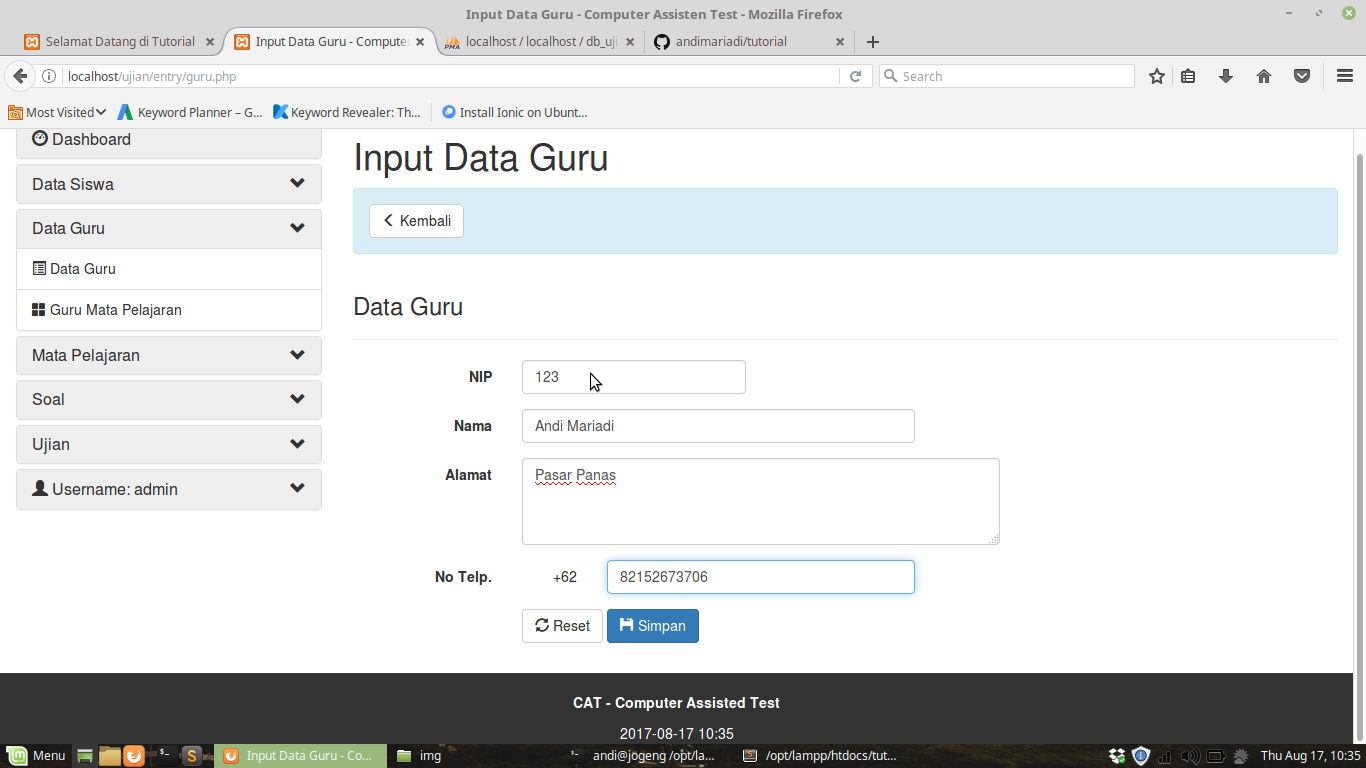 Input Data Guru - Computer Assisten Test - Mozilla Firefox
Selamat Datang di Tutorial
Input Data Guru - Compute
localhost / localhost / db_uji
andimariadi/tutorial
localhost/ujian/entry/guru.php
Search
Most Visited
Keyword Planner – G...
Keyword Revealer: Th...
Install Ionic on Ubunt...
Dashboard
Data Siswa
Data Guru
Data Guru
Guru Mata Pelajaran
Mata Pelajaran
Soal
Ujian
Username: admin
Input Data Guru
Kembali
Data Guru
NIP 123
Nama Andi Mariadi
Alamat Pasar Panas
No Telp. +62 82152673706
Reset Simpan
CAT - Computer Assisted Test
2017-08-17 10:35
Menu
Input Data Guru - Co...
img
andi@jogeng /opt/la...
/opt/lampp/htdocs/tut...
Thu Aug 17, 10:35